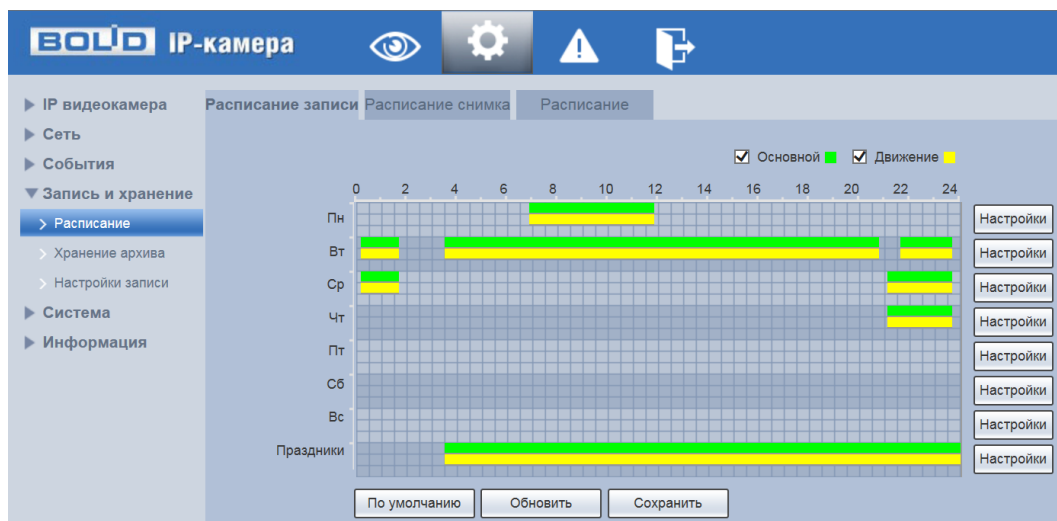 BOLID IP-камера
IP видеокамера
Сеть
События
Запись и хранение
Расписание
Хранение архива
Настройки записи
Система
Информация
Расписание записи Расписание снимка Расписание
Основной Движение
0 2 4 6 8 10 12 14 16 18 20 22 24
Пн Настройки
Вт Настройки
Ср Настройки
Чт Настройки
Пт Настройки
Сб Настройки
Вс Настройки
Праздники Настройки
По умолчанию Обновить Сохранить